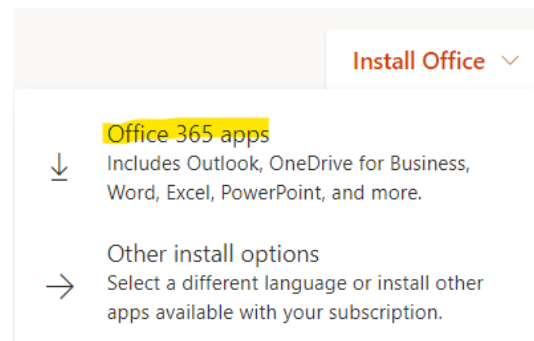 Install Office
Office 365 apps
Includes Outlook, OneDrive for Business,
Word, Excel, PowerPoint, and more.
Other install options
Select a different language or install other
apps available with your subscription.